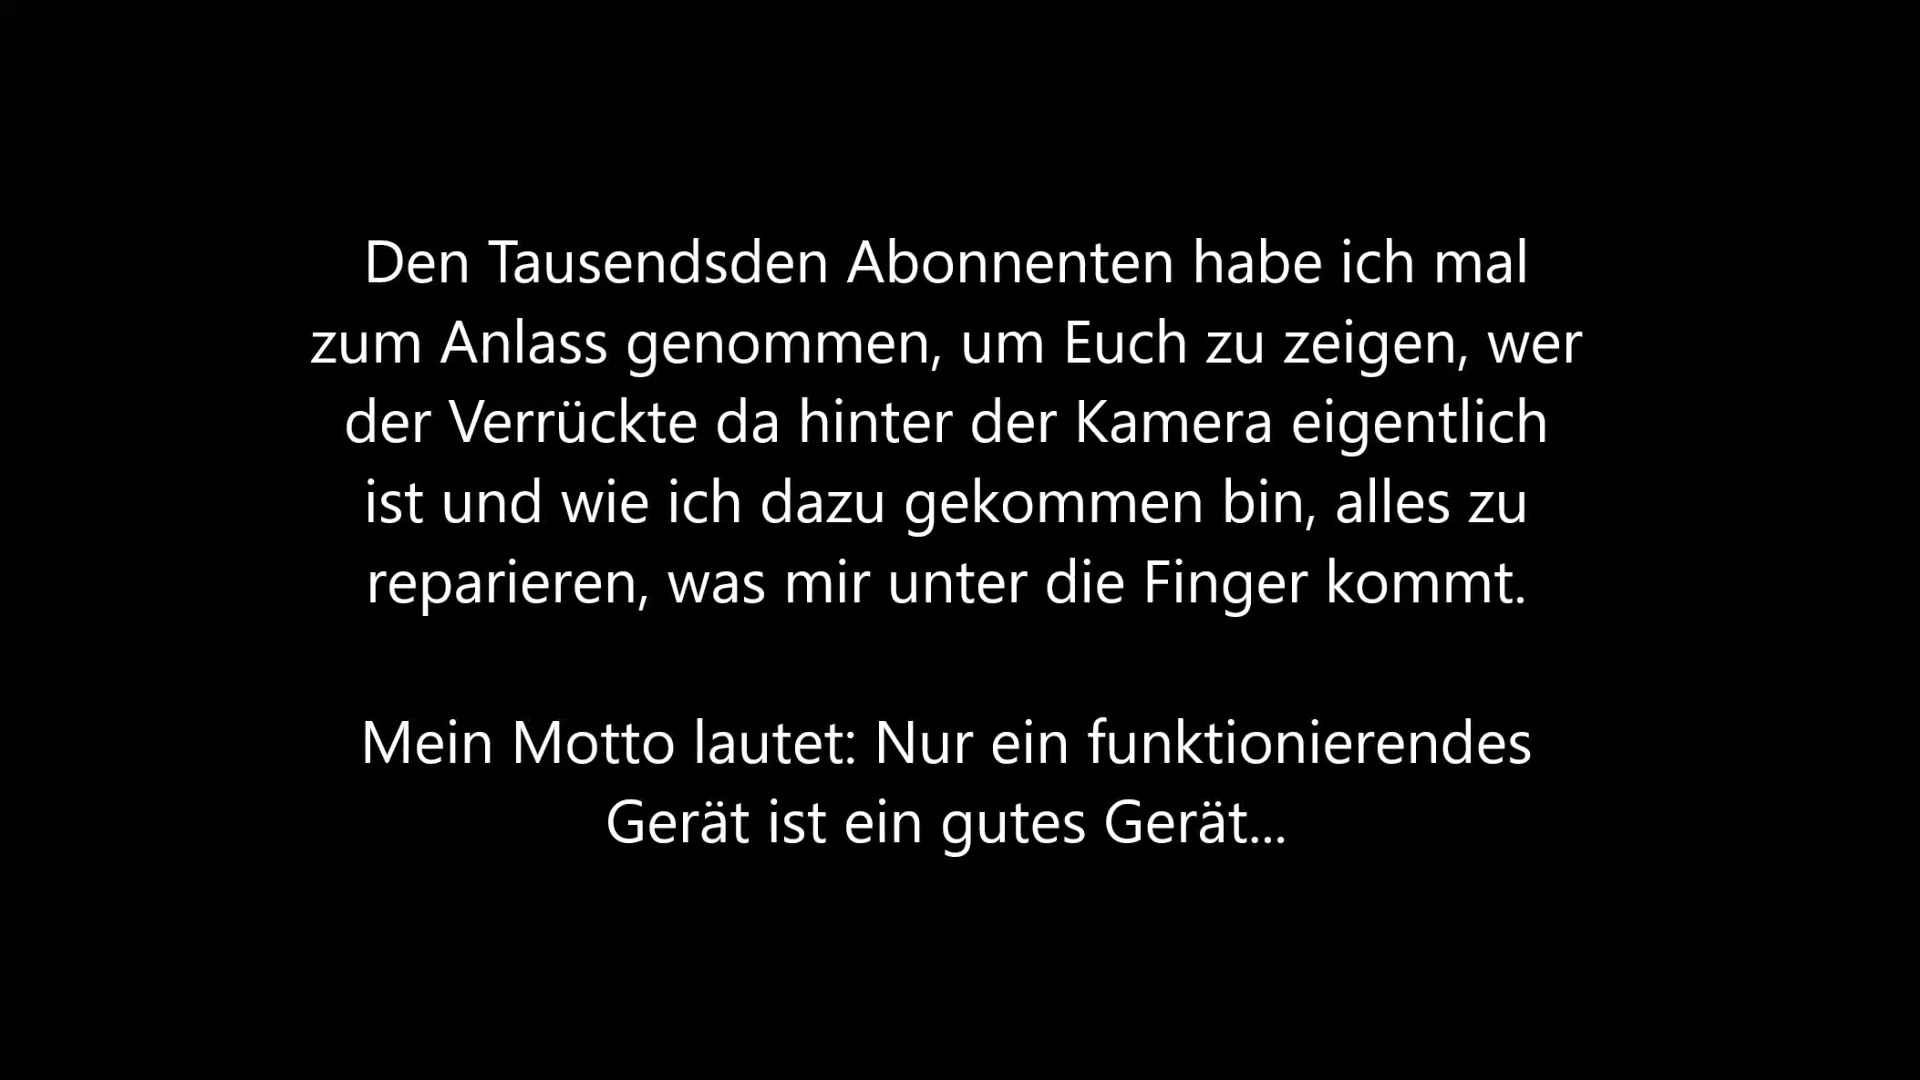 Den Tausendsden Abonnenten habe ich mal
zum Anlass genommen, um Euch zu zeigen, wer
der Verrückte da hinter der Kamera eigentlich
ist und wie ich dazu gekommen bin, alles zu
reparieren, was mir unter die Finger kommt.
Mein Motto lautet: Nur ein funktionierendes
Gerät ist ein gutes Gerät...